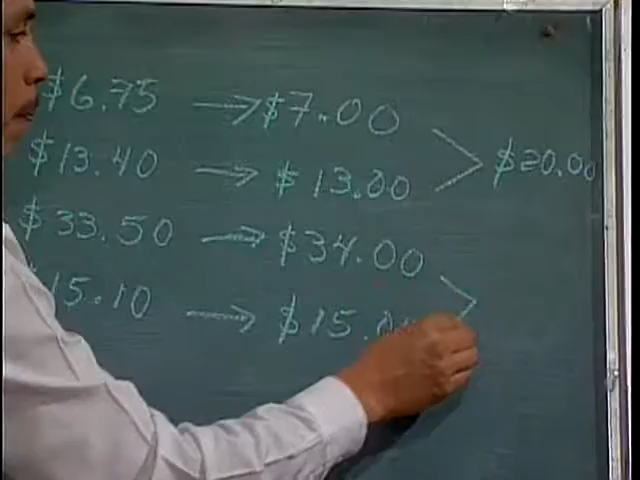 $6.75 → $7.00
$13.40 → $13.00 > $20.00
$33.50 → $34.00
15.10 → $15.